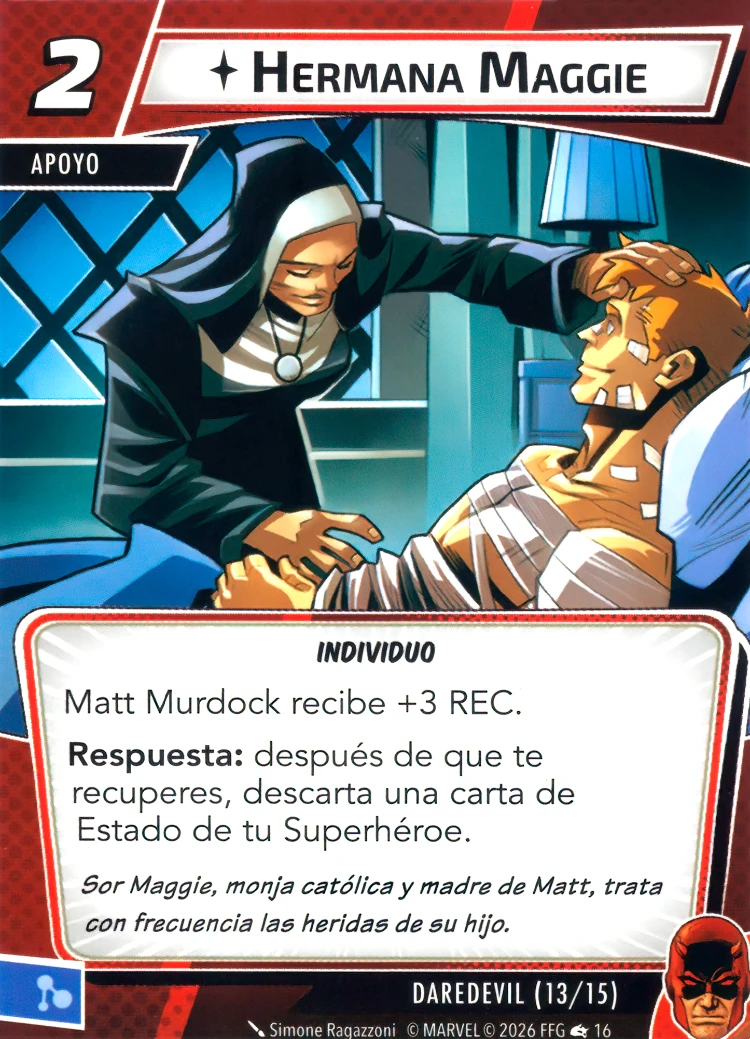 2
HERMANA MAGGIE
APOYO
INDIVIDUO
Matt Murdock recibe +3 REC.
Respuesta: después de que te
recuperes, descarta una carta de
Estado de tu Superhéroe.
Sor Maggie, monja católica y madre de Matt, trata
con frecuencia las heridas de su hijo.
DAREDEVIL (13/15)
Simone Ragazzoni © MARVEL © 2026 FFG 16